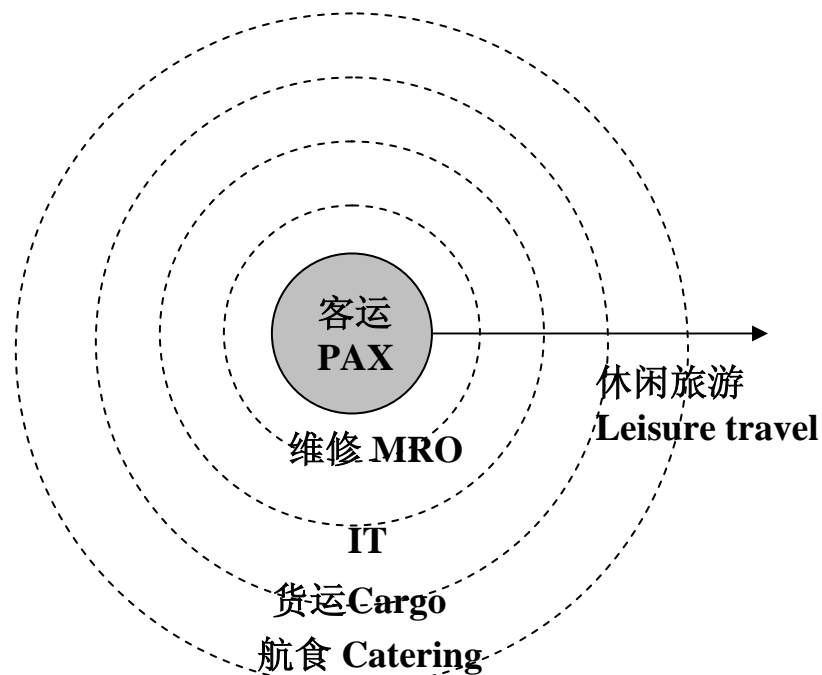 客运
PAX
休闲旅游
Leisure travel
维修 MRO
IT
货运Cargo
航食 Catering